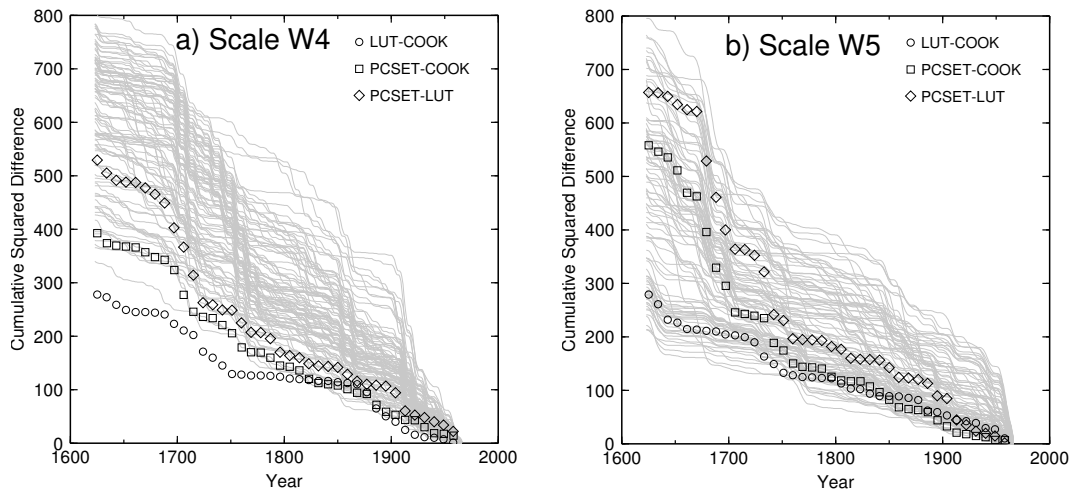 a) Scale W4
LUT-COOK
PCSET-COOK
PCSET-LUT
Cumulative Squared Difference
800
700
600
500
400
300
200
100
0
1600 1700 1800 1900 2000
Year
b) Scale W5
LUT-COOK
PCSET-COOK
PCSET-LUT
Cumulative Squared Difference
800
700
600
500
400
300
200
100
0
1600 1700 1800 1900 2000
Year